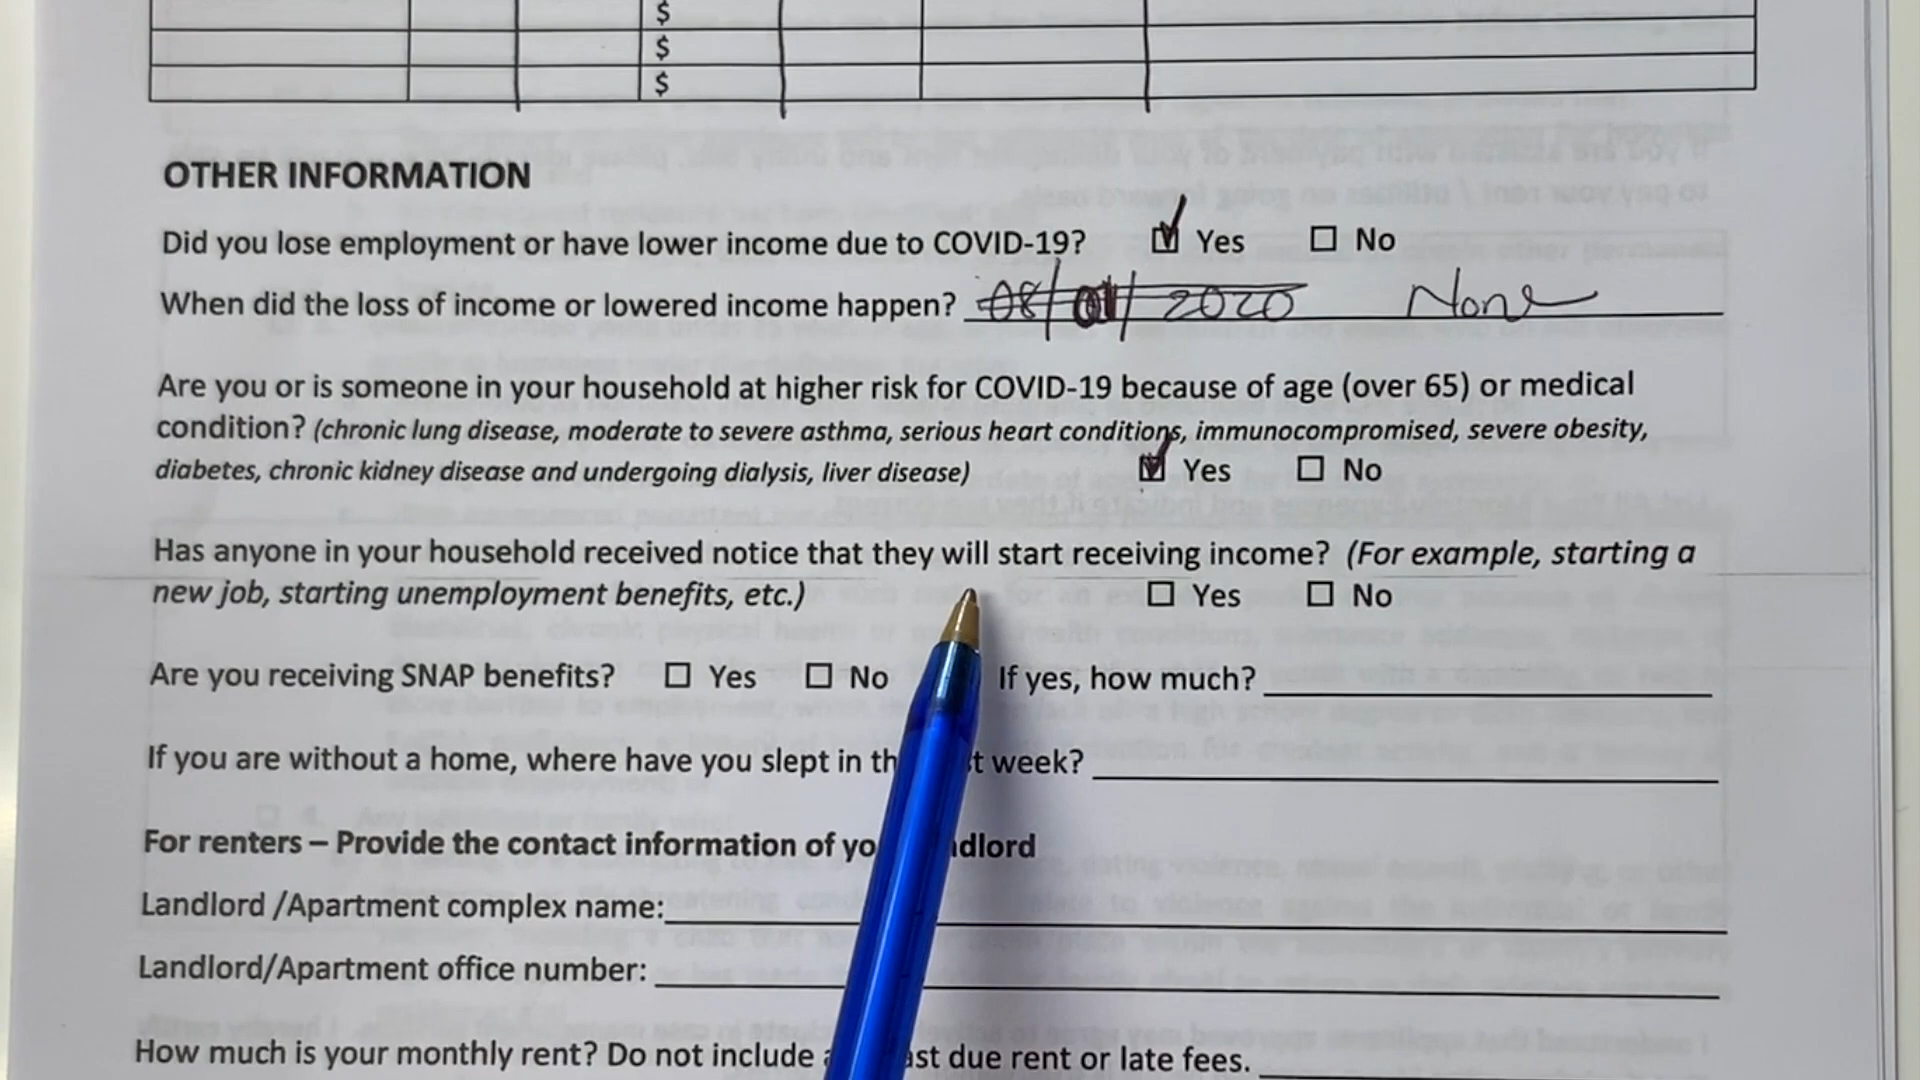 $
$
$
OTHER INFORMATION
Did you lose employment or have lower income due to COVID-19? ☑ Yes ☐ No
When did the loss of income or lowered income happen? 08/01/2020 None
Are you or is someone in your household at higher risk for COVID-19 because of age (over 65) or medical
condition? (chronic lung disease, moderate to severe asthma, serious heart conditions, immunocompromised, severe obesity,
diabetes, chronic kidney disease and undergoing dialysis, liver disease) ☑ Yes ☐ No
Has anyone in your household received notice that they will start receiving income? (For example, starting a
new job, starting unemployment benefits, etc.) ☐ Yes ☐ No
Are you receiving SNAP benefits? ☐ Yes ☐ No If yes, how much?
If you are without a home, where have you slept in th t week?
For renters – Provide the contact information of yo dlord
Landlord /Apartment complex name:
Landlord/Apartment office number:
How much is your monthly rent? Do not include ast due rent or late fees.